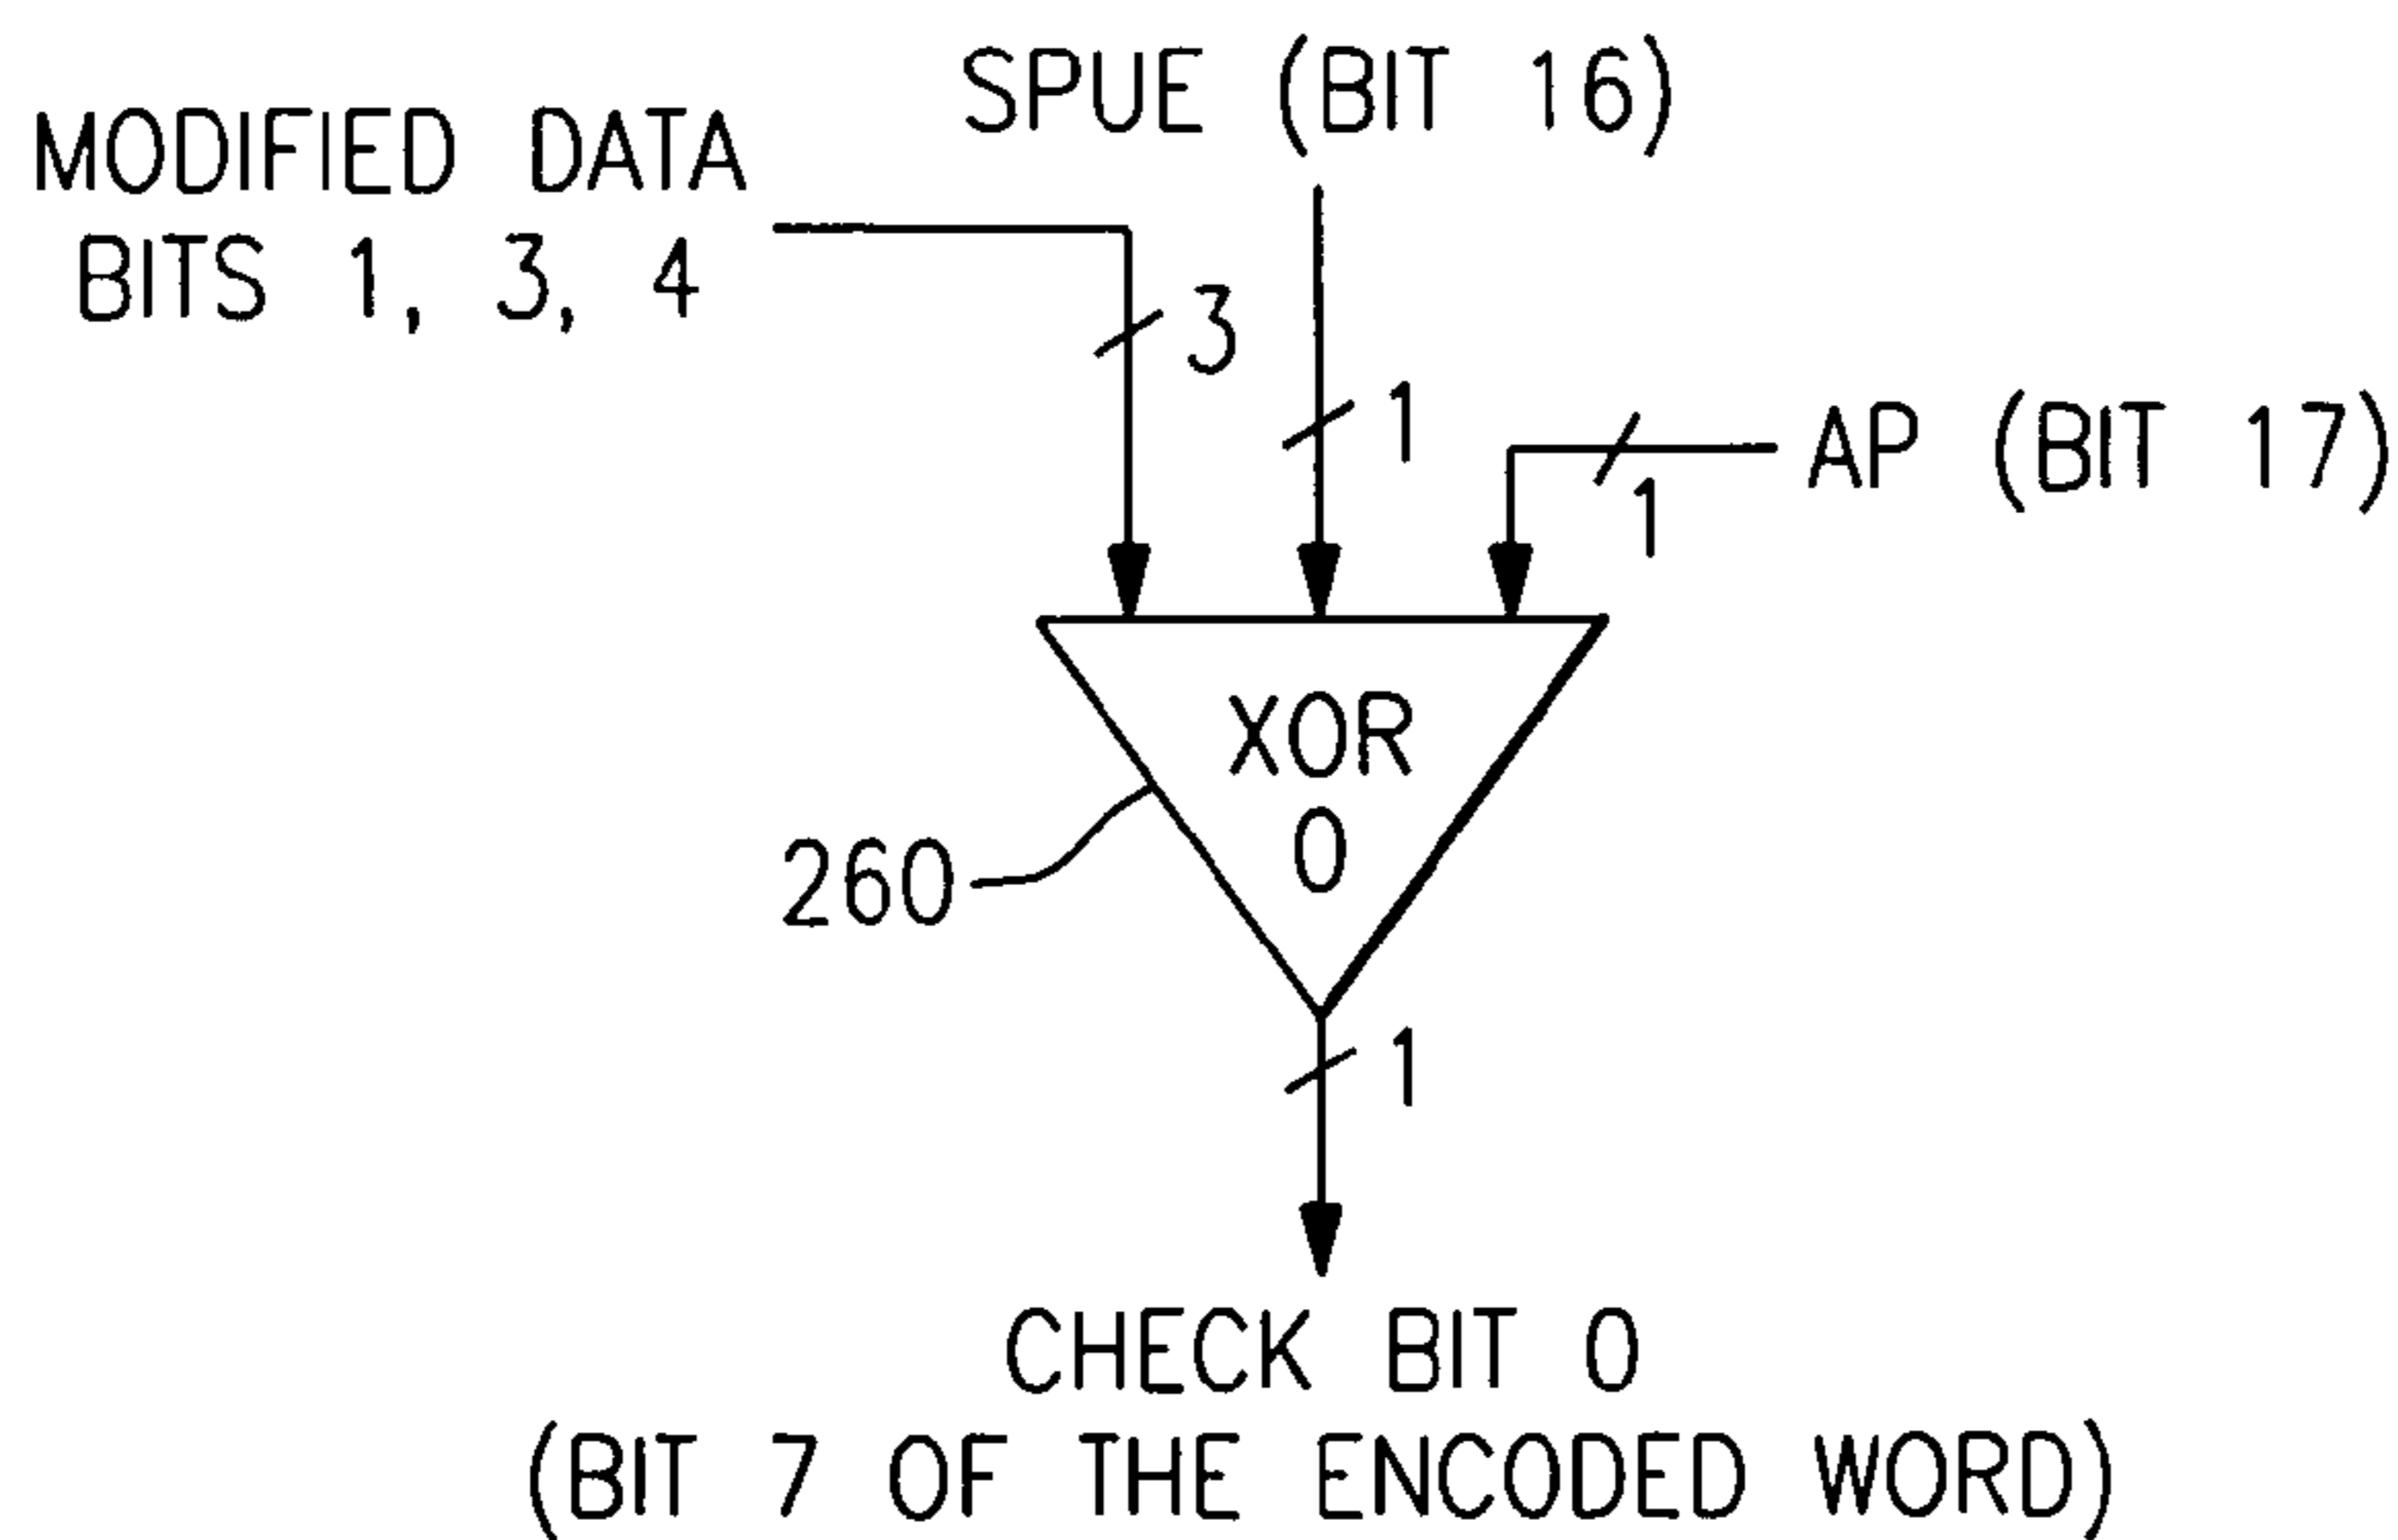 SPUE (BIT 16)
MODIFIED DATA
BITS 1, 3, 4
3
1
AP (BIT 17)
1
XOR
0
260
1
CHECK BIT 0
(BIT 7 OF THE ENCODED WORD)